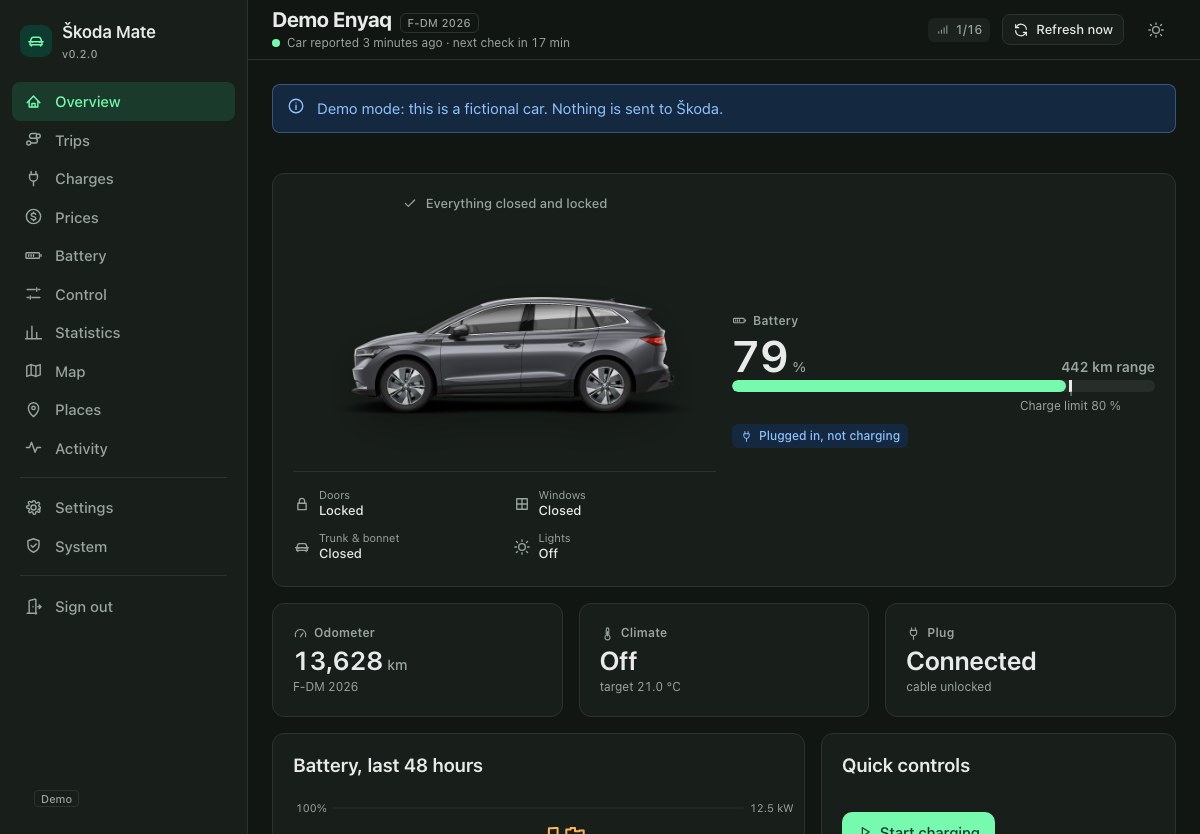 Škoda Mate
v0.2.0
Overview
Trips
Charges
Prices
Battery
Control
Statistics
Map
Places
Activity
Settings
System
Sign out
Demo
Demo Enyaq F-DM 2026
Car reported 3 minutes ago · next check in 17 min
1/16
Refresh now
Demo mode: this is a fictional car. Nothing is sent to Škoda.
Everything closed and locked
Doors
Locked
Windows
Closed
Trunk & bonnet
Closed
Lights
Off
Battery
79 %
442 km range
Charge limit 80 %
Plugged in, not charging
Odometer
13,628 km
F-DM 2026
Climate
Off
target 21.0 °C
Plug
Connected
cable unlocked
Battery, last 48 hours
100%
12.5 kW
Quick controls
Start charging